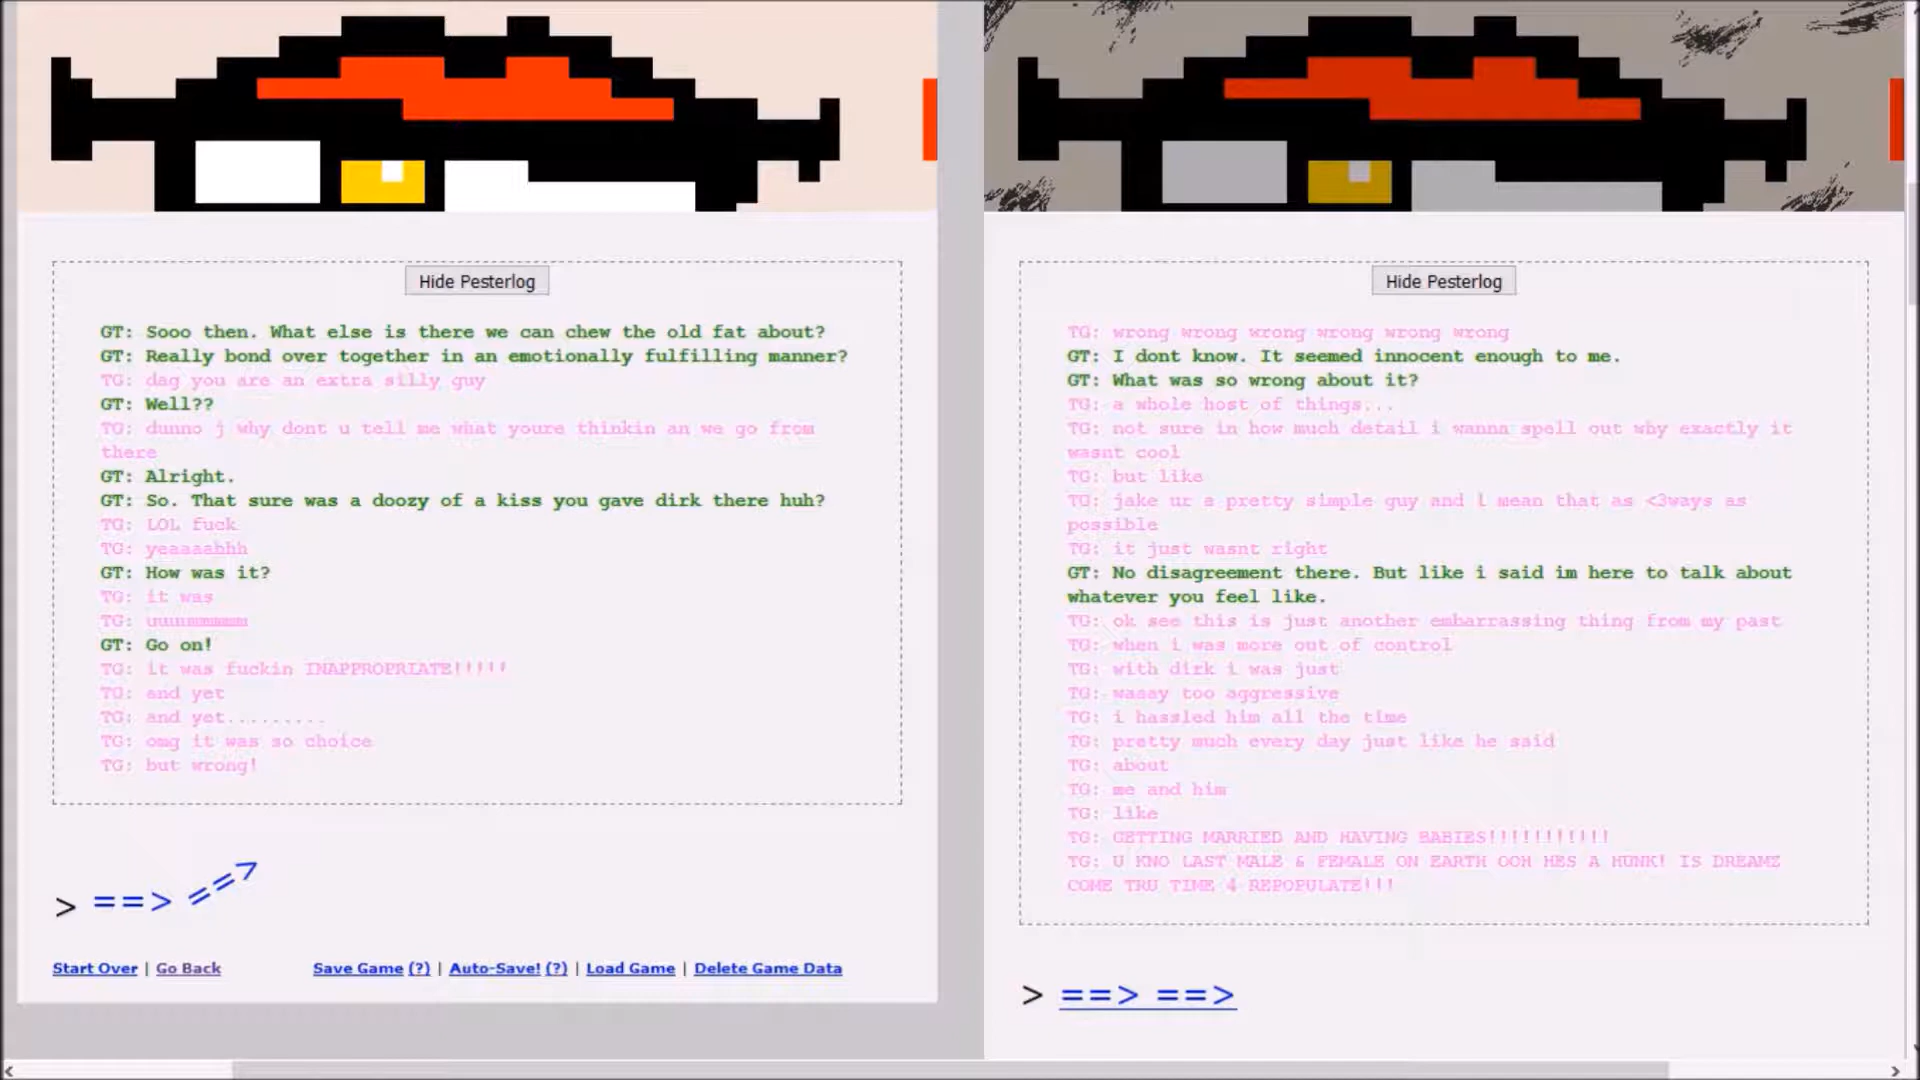 Hide Pesterlog
GT: Sooo then. What else is there we can chew the old fat about?
GT: Really bond over together in an emotionally fulfilling manner?
TG: dag you are an extra silly guy
GT: Well??
TG: dunno j why dont u tell me what youre thinkin an we go from
there
GT: Alright.
GT: So. That sure was a doozy of a kiss you gave dirk there huh?
TG: LOL fuck
TG: yeaaaahhh
GT: How was it?
TG: it was
TG: uuummmmmm
GT: Go on!
TG: it was fuckin INAPPROPRIATE!!!!!
TG: and yet
TG: and yet.........
TG: omg it was so choice
TG: but wrong!
> ==> ==>
Start Over | Go Back Save Game (?) | Auto-Save! (?) | Load Game | Delete Game Data
Hide Pesterlog
TG: wrong wrong wrong wrong wrong wrong
GT: I dont know. It seemed innocent enough to me.
GT: What was so wrong about it?
TG: a whole host of things...
TG: not sure in how much detail i wanna spell out why exactly it
wasnt cool
TG: but like
TG: jake ur a pretty simple guy and i mean that as <3ways as
possible
TG: it just wasnt right
GT: No disagreement there. But like i said im here to talk about
whatever you feel like.
TG: ok see this is just another embarrassing thing from my past
TG: when i was more out of control
TG: with dirk i was just
TG: waaay too aggressive
TG: i hassled him all the time
TG: pretty much every day just like he said
TG: about
TG: me and him
TG: like
TG: GETTING MARRIED AND HAVING BABIES!!!!!!!!!!!
TG: U KNO LAST MALE & FEMALE ON EARTH OOH HES A HUNK! IS DREAMZ
COME TRU TIME 4 REPOPULATE!!!
> ==> ==>